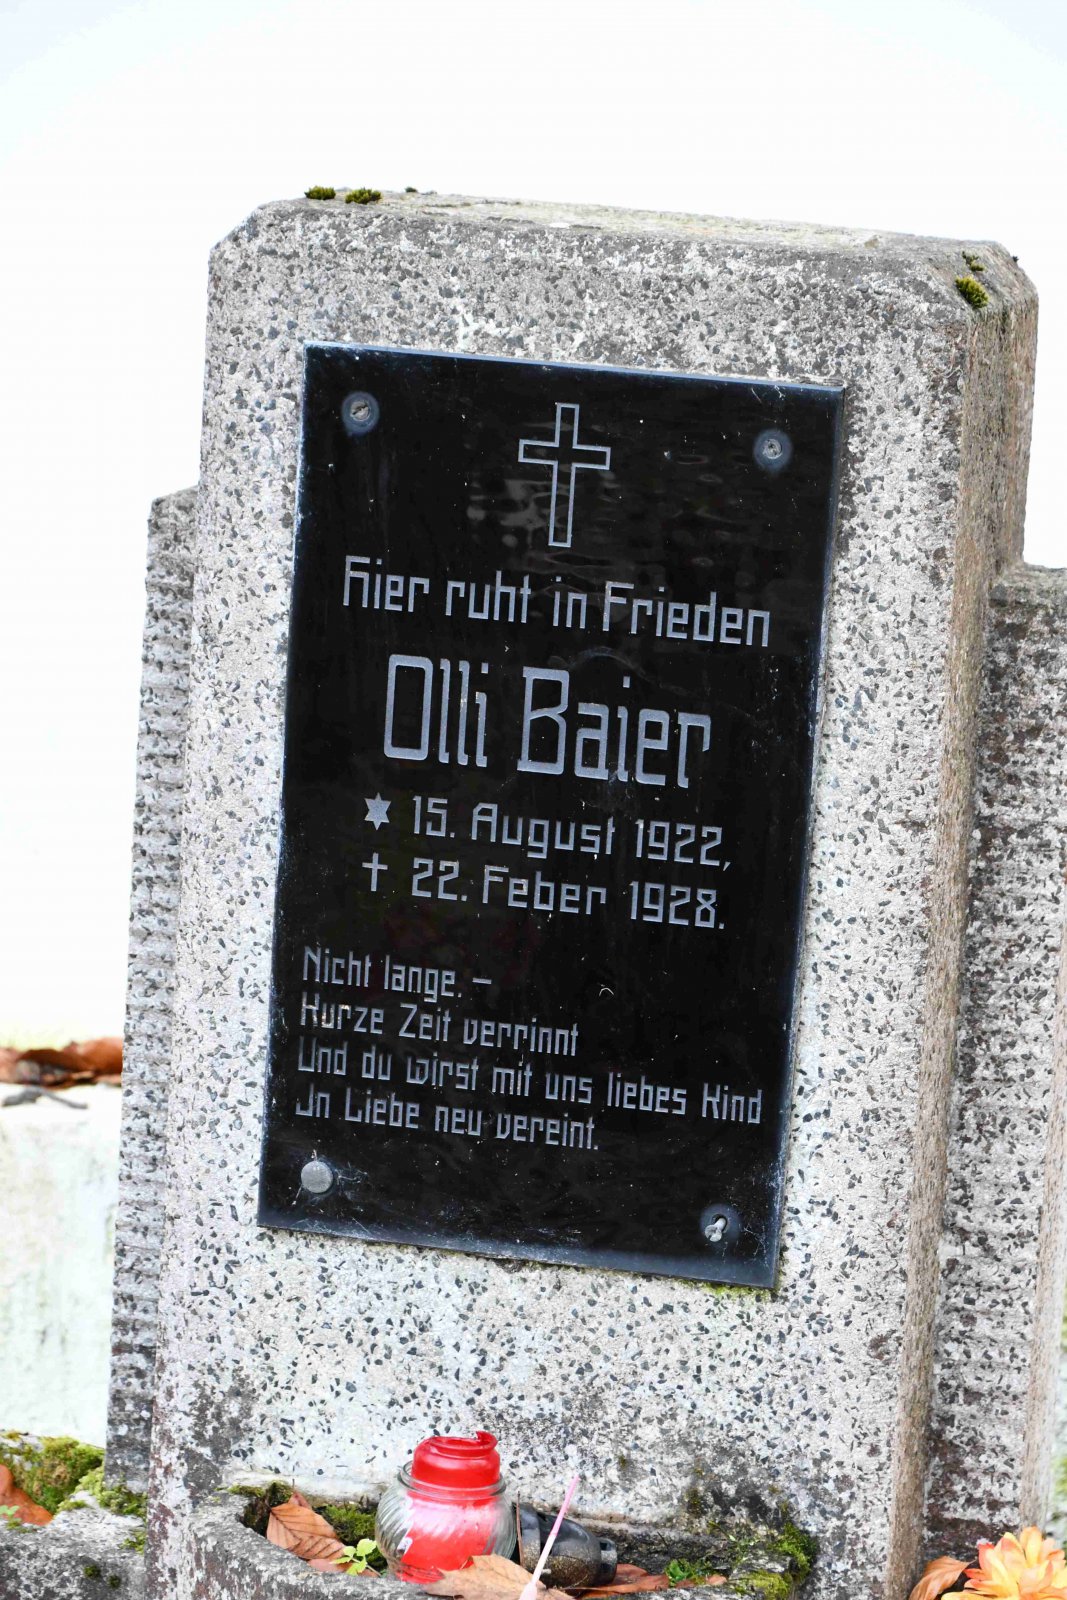 Hier ruht in Frieden
Olli Baier
✶ 15. August 1922,
✝ 22. Feber 1928.
Nicht lange. –
Kurze Zeit verrinnt
Und du wirst mit uns liebes Kind
Jn Liebe neu vereint.